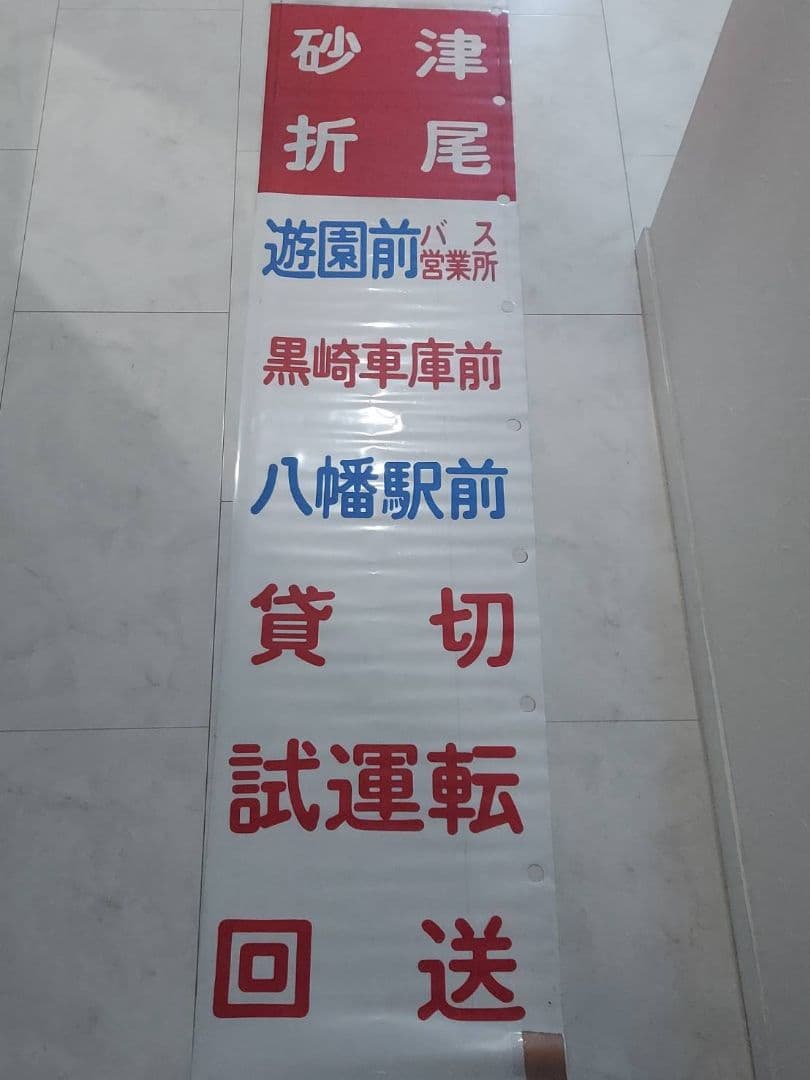 砂津
折尾
遊園前バス営業所
黒崎車庫前
八幡駅前
貸切
試運転
回送